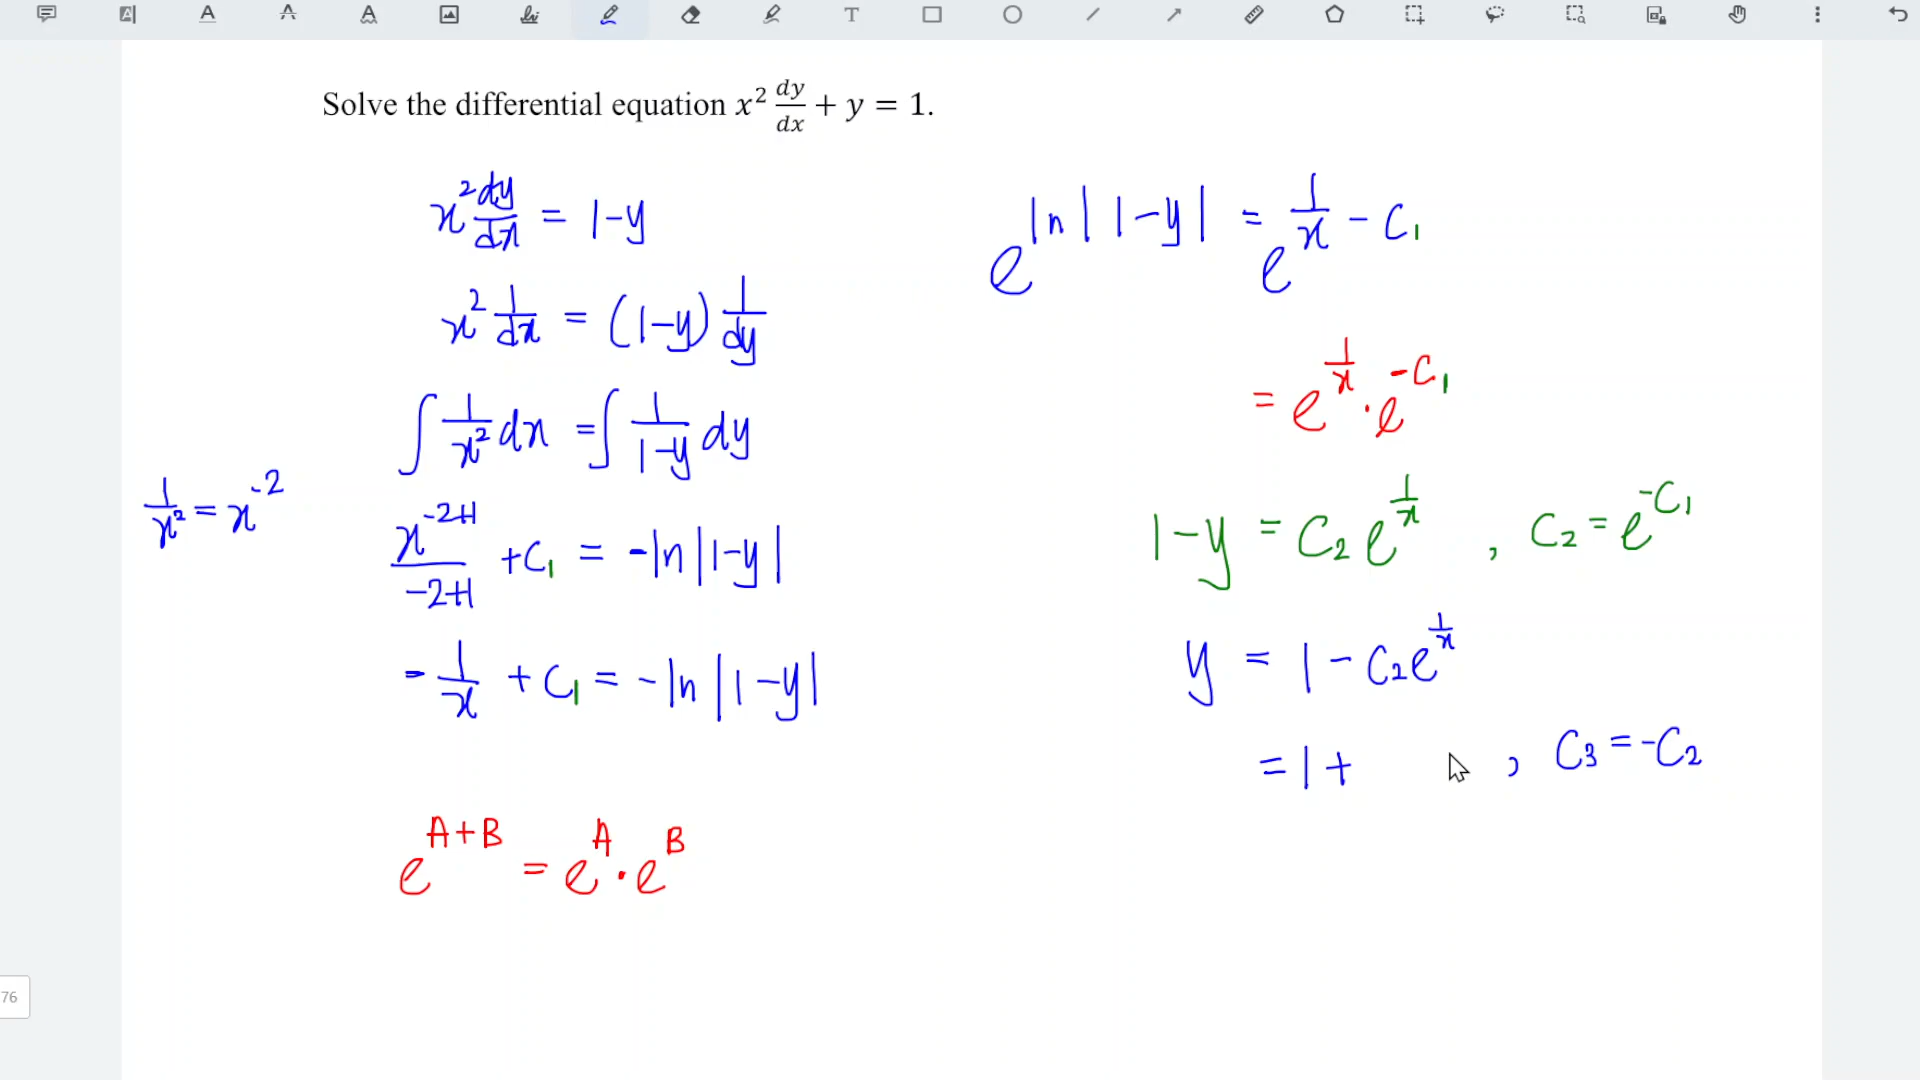 Solve the differential equation x² dy/dx + y = 1.
x² dy/dx = 1-y
x² 1/dx = (1-y) 1/dy
∫ 1/x² dx = ∫ 1/(1-y) dy
1/x² = x^-2
x^(-2+1)/(-2+1) + C₁ = -ln|1-y|
-1/x + C₁ = -ln|1-y|
e^(A+B) = e^A · e^B
e^(ln|1-y|) = e^(1/x - C₁)
= e^(1/x) · e^(-C₁)
1-y = C₂ e^(1/x) , C₂ = e^(-C₁)
y = 1 - C₂e^(1/x)
= 1 + , C₃ = -C₂
76